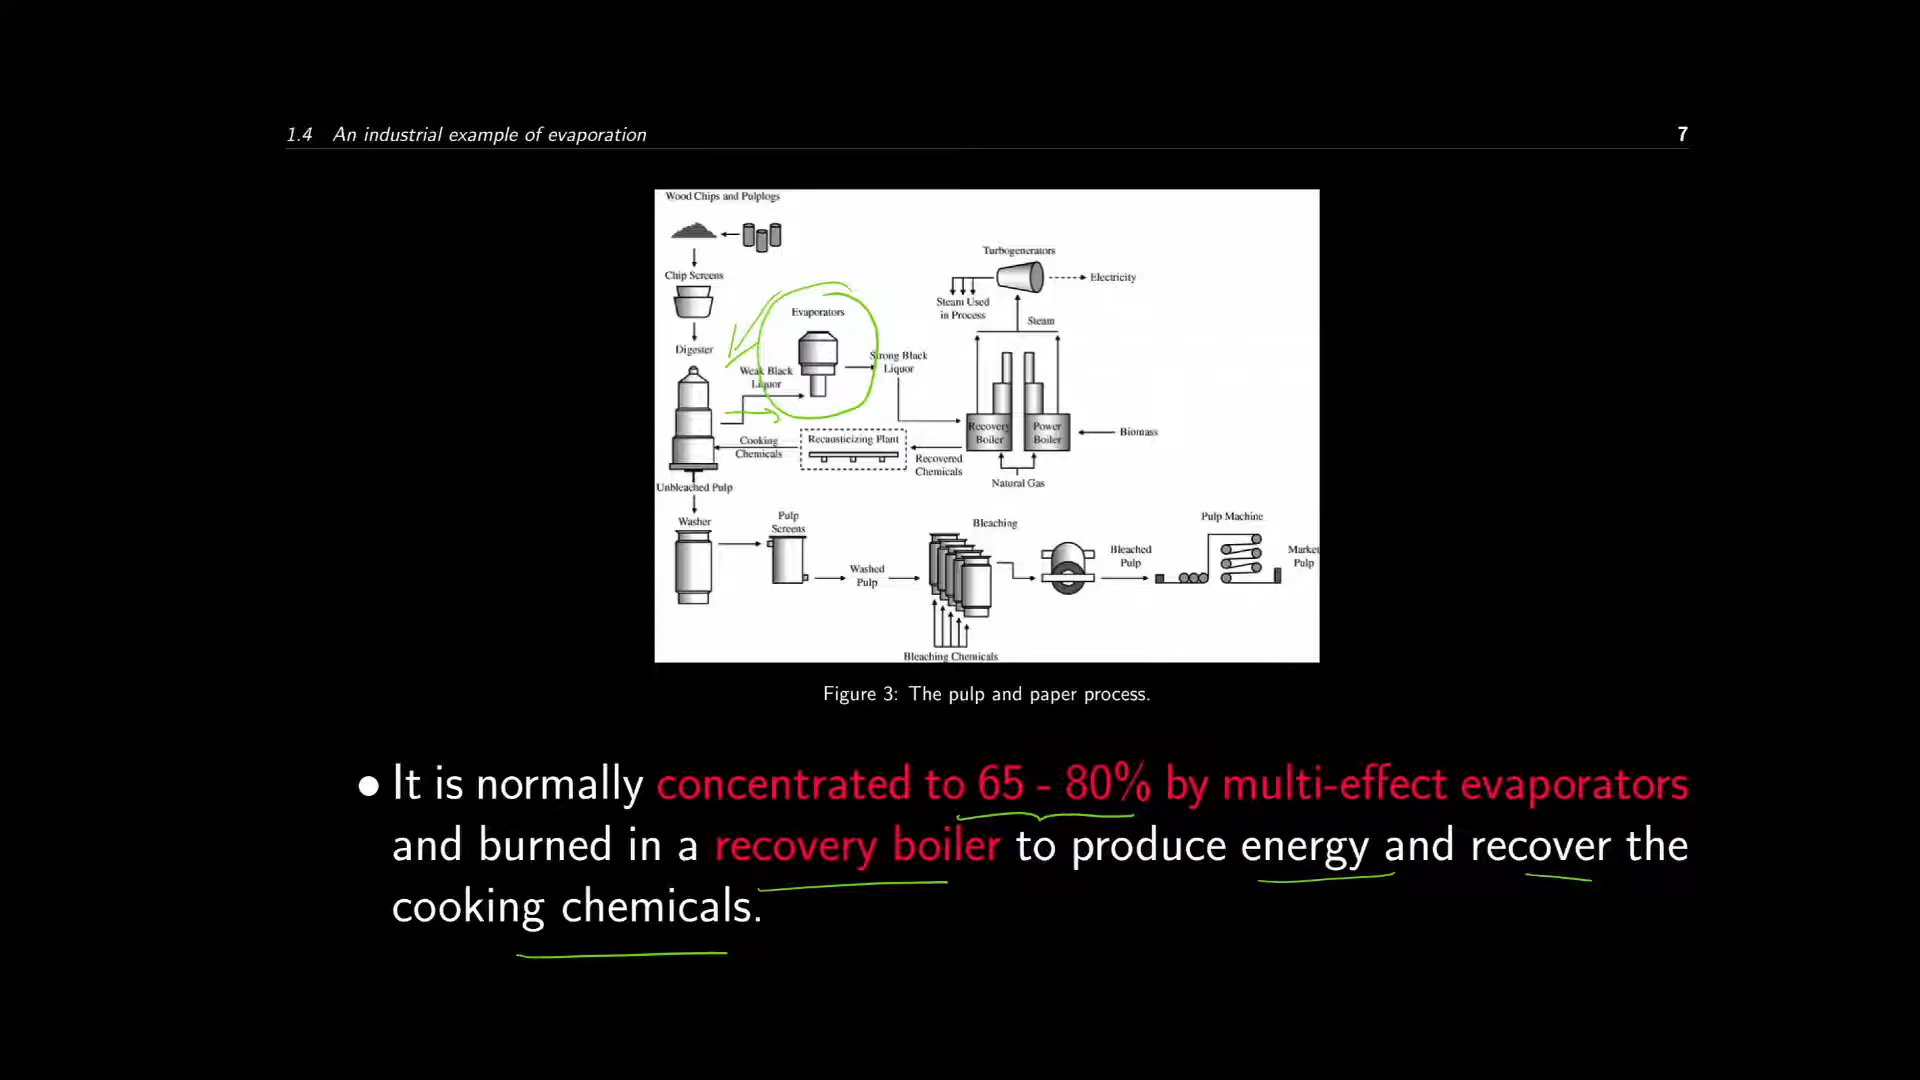 1.4 An industrial example of evaporation
7
Wood Chips and Pulplogs
Chip Screens
Digester
Evaporators
Weak Black
Liquor
Strong Black
Liquor
Turbogenerators
Electricity
Steam Used
in Process
Steam
Recovery
Boiler
Power
Boiler
Biomass
Natural Gas
Cooking
Chemicals
Recausticizing Plant
Recovered
Chemicals
Unbleached Pulp
Washer
Pulp
Screens
Washed
Pulp
Bleaching
Bleaching Chemicals
Bleached
Pulp
Pulp Machine
Market
Pulp
Figure 3: The pulp and paper process.
• It is normally concentrated to 65 - 80% by multi-effect evaporators
and burned in a recovery boiler to produce energy and recover the
cooking chemicals.